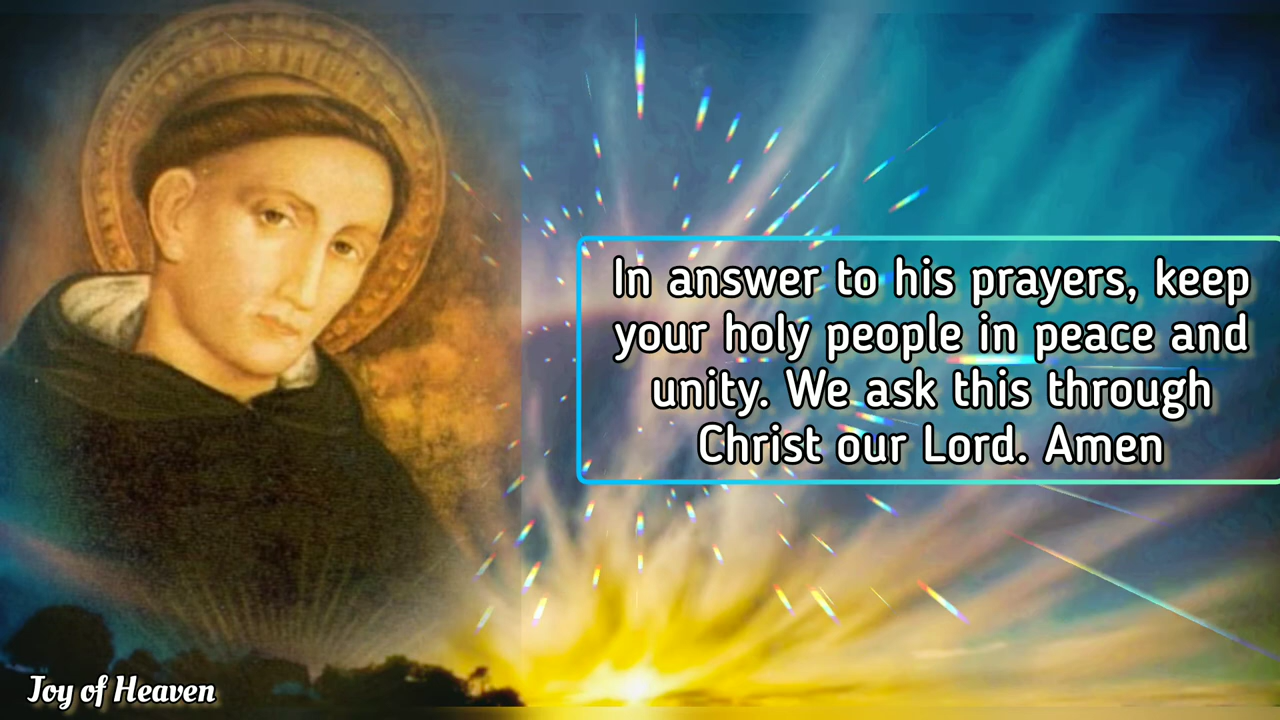 In answer to his prayers, keep
your holy people in peace and
unity. We ask this through
Christ our Lord. Amen
Joy of Heaven